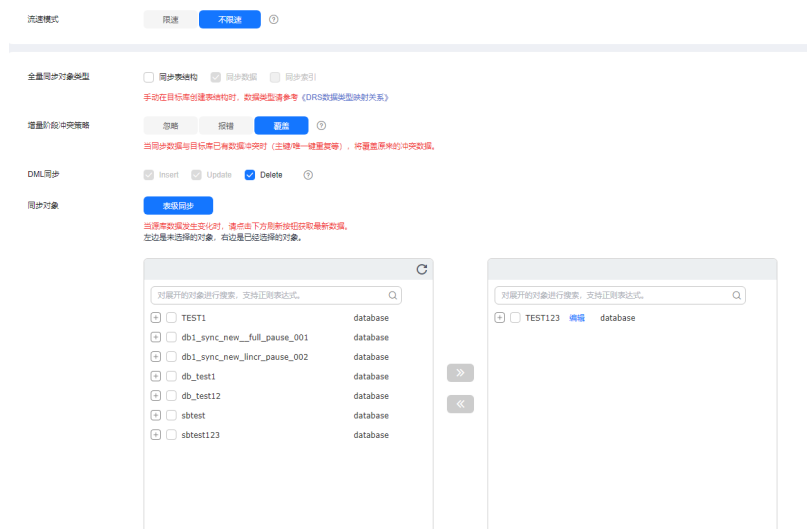 流速模式 限速 不限速
全量同步对象类型 同步表结构 同步数据 同步索引
手动在目标库创建表结构时，数据类型请参考《DRS数据类型映射关系》
增量阶段冲突策略 忽略 报错 覆盖
当同步数据与目标库已有数据冲突时（主键/唯一键重复等），将覆盖原来的冲突数据。
DML同步 Insert Update Delete
同步对象 表级同步
当源库数据发生变化时，请点击下方刷新按钮获取最新数据。
左边是未选择的对象，右边是已经选择的对象。
对展开的对象进行搜索，支持正则表达式。
TEST1 database
db1_sync_new__full_pause_001 database
db1_sync_new_lincr_pause_002 database
db_test1 database
db_test12 database
sbtest database
sbtest123 database
对展开的对象进行搜索，支持正则表达式。
TEST123 编辑 database